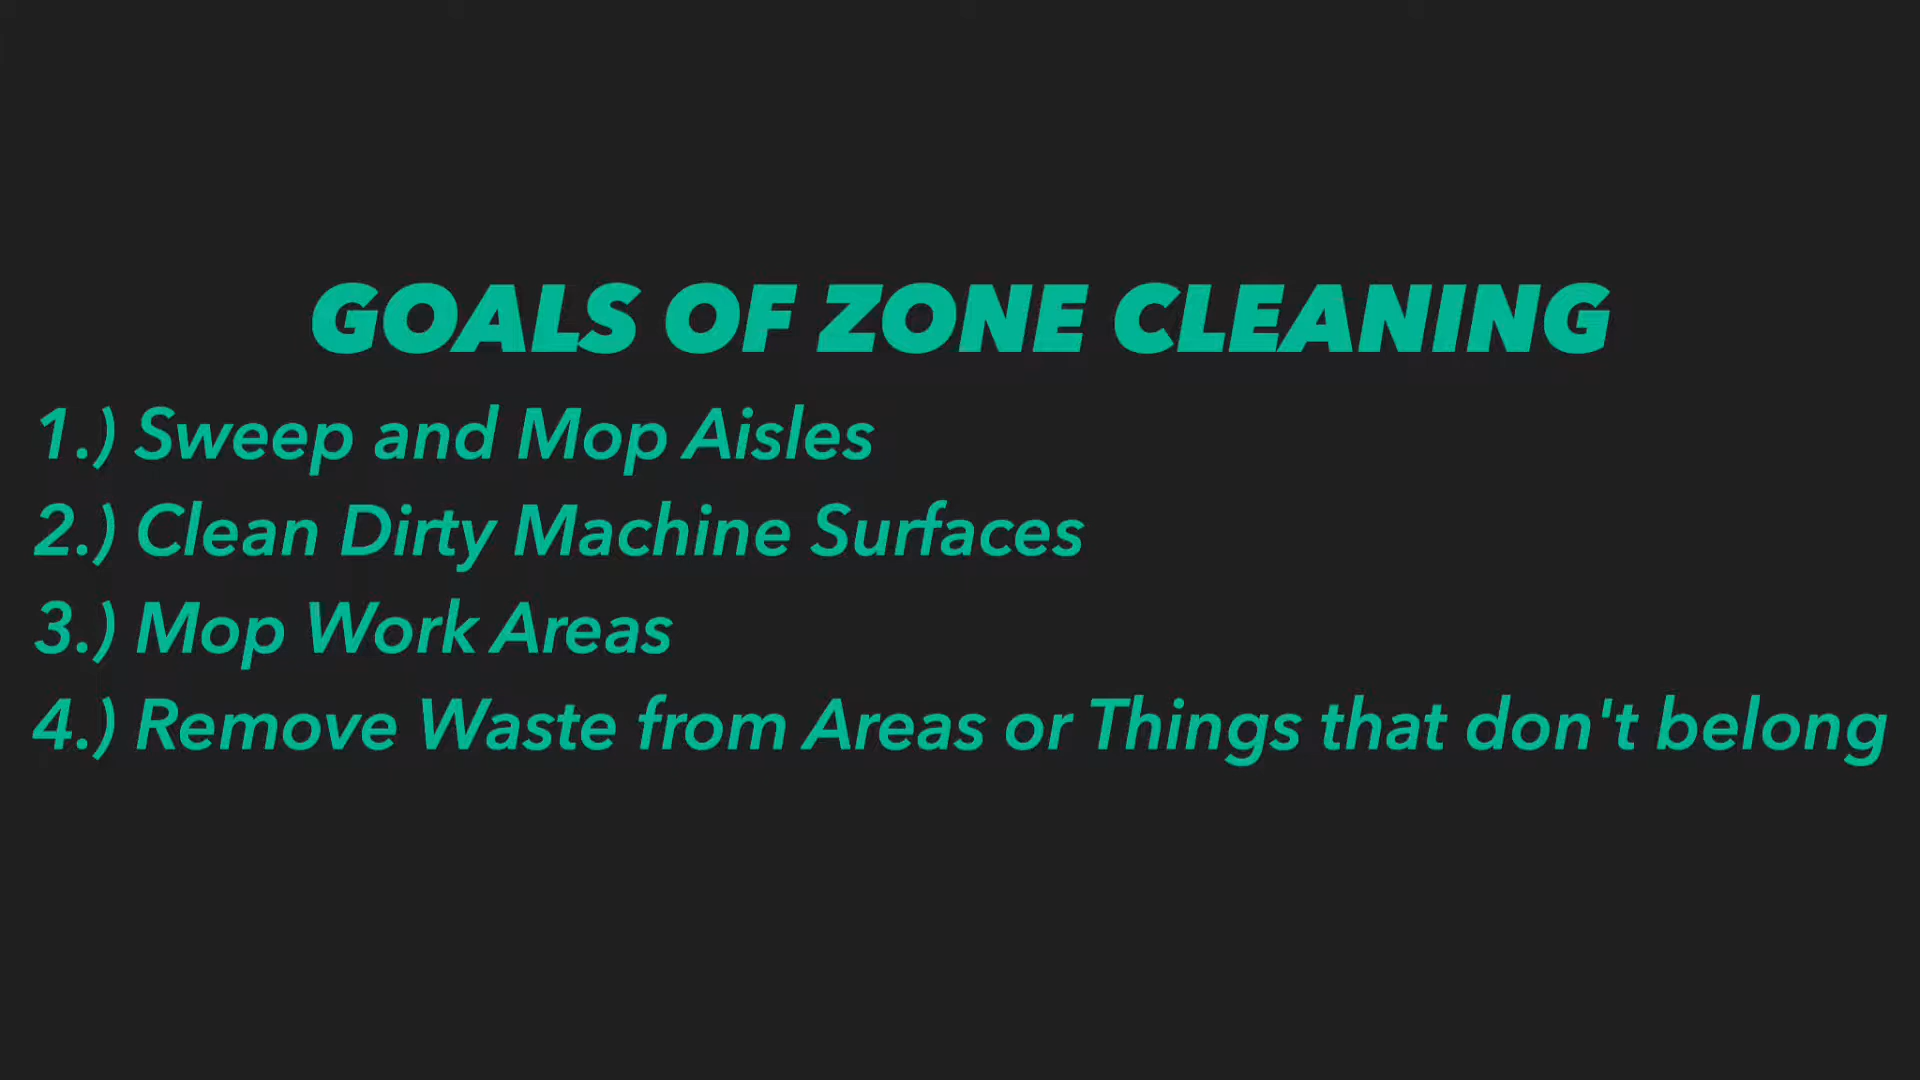 GOALS OF ZONE CLEANING
1.) Sweep and Mop Aisles
2.) Clean Dirty Machine Surfaces
3.) Mop Work Areas
4.) Remove Waste from Areas or Things that don't belong